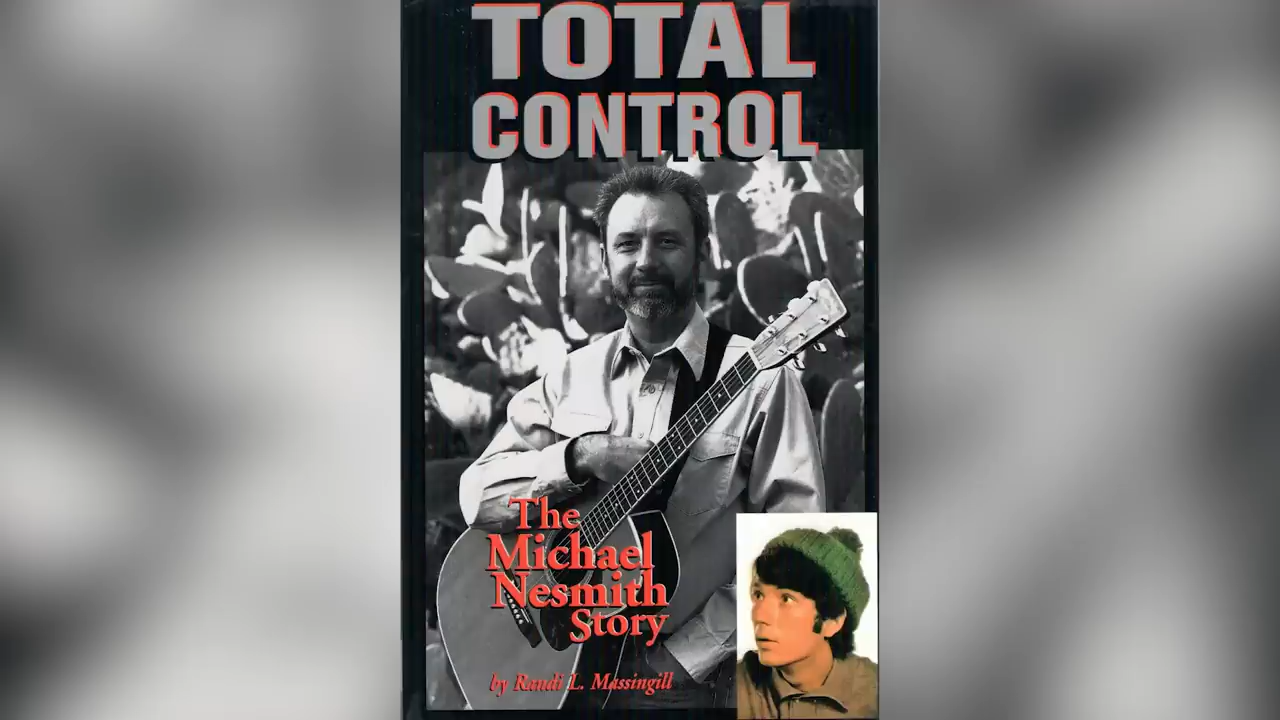 TOTAL
CONTROL
The
Michael
Nesmith
Story
by Randi L. Massingill